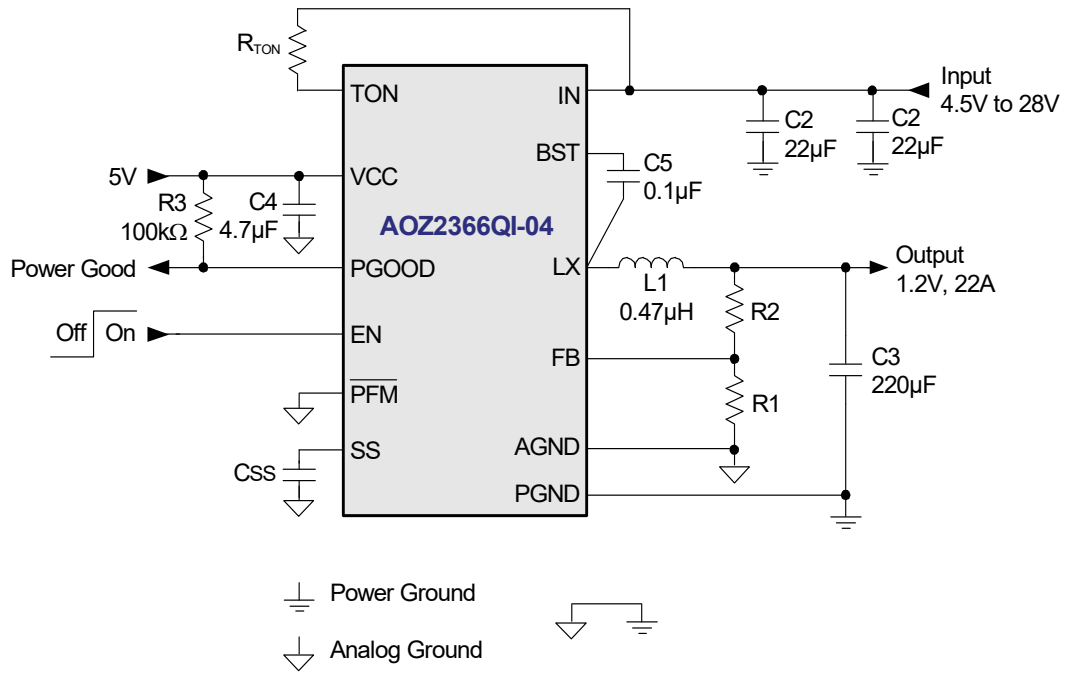 R_TON
TON
IN
Input
4.5V to 28V
C2
22µF
C2
22µF
BST
C5
0.1µF
5V
VCC
R3
100kΩ
C4
4.7µF
AOZ2366QI-04
Power Good
PGOOD
LX
L1
0.47µH
Output
1.2V, 22A
R2
Off
On
EN
FB
C3
220µF
PFM
R1
SS
CSS
AGND
PGND
Power Ground
Analog Ground